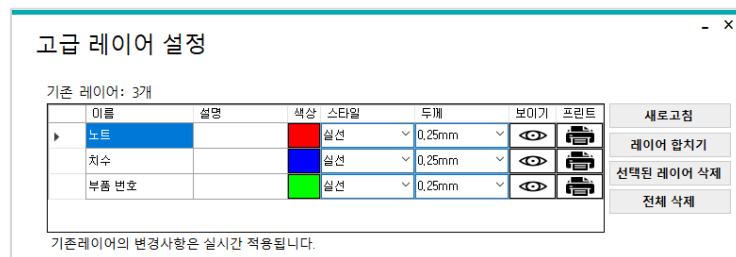 고급 레이어 설정
기존 레이어: 3개
이름 설명 색상 스타일 두께 보이기 프린트
노트 실선 0,25mm
치수 실선 0,25mm
부품 번호 실선 0,25mm
새로고침
레이어 합치기
선택된 레이어 삭제
전체 삭제
기존레이어의 변경사항은 실시간 적용됩니다.